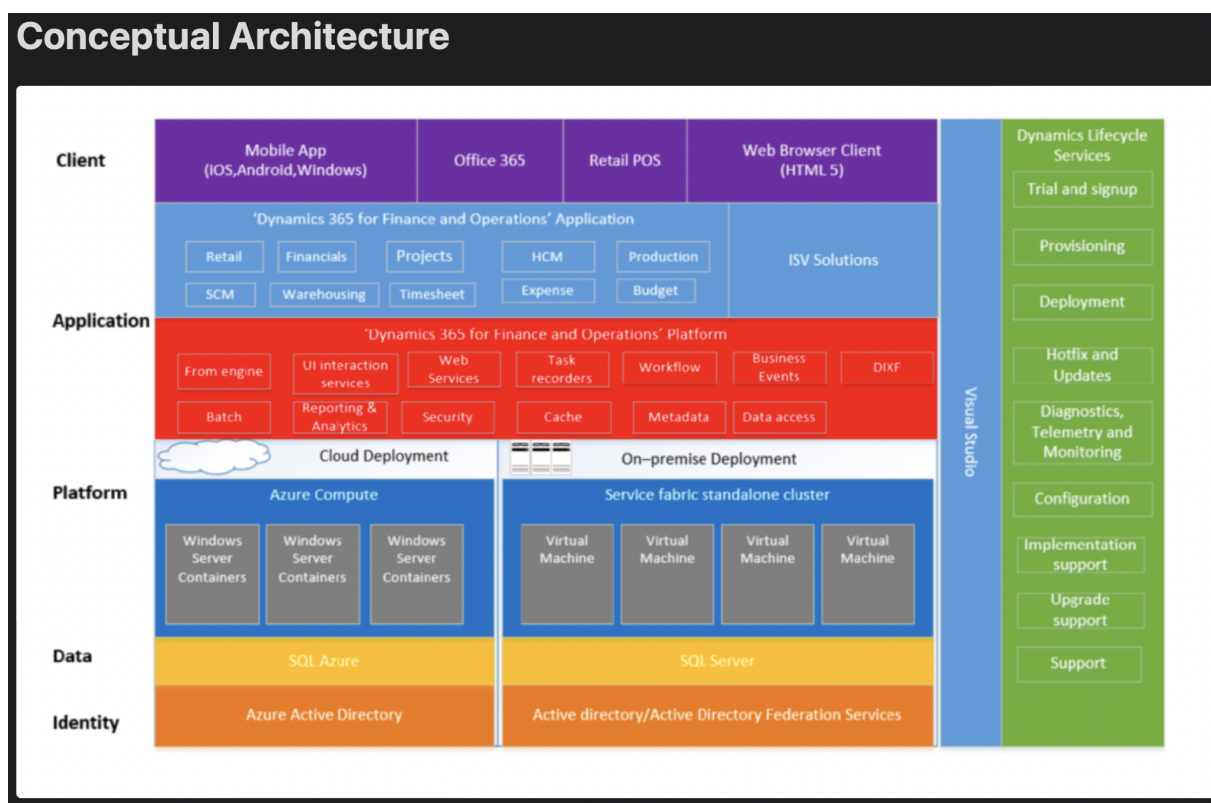 Conceptual Architecture
Client
Mobile App
(IOS,Android,WIndows)
Office 365
Retail POS
Web Browser Client
(HTML 5)
Application
‘Dynamics 365 for Finance and Operations’ Application
Retail
Financials
Projects
HCM
Production
SCM
Warehousing
Timesheet
Expense
Budget
ISV Solutions
‘Dynamics 365 for Finance and Operations’ Platform
From engine
UI interaction
services
Web
Services
Task
recorders
Workflow
Business
Events
DIXF
Batch
Reporting &
Analytics
Security
Cache
Metadata
Data access
Platform
Cloud Deployment
Azure Compute
Windows
Server
Containers
Windows
Server
Containers
Windows
Server
Containers
On–premise Deployment
Service fabric standalone cluster
Virtual
Machine
Virtual
Machine
Virtual
Machine
Virtual
Machine
Data
SQL Azure
SQL Server
Identity
Azure Active Directory
Active directory/Active Directory Federation Services
Visual Studio
Dynamics Lifecycle
Services
Trial and signup
Provisioning
Deployment
Hotfix and
Updates
Diagnostics,
Telemetry and
Monitoring
Configuration
Implementation
support
Upgrade
support
Support